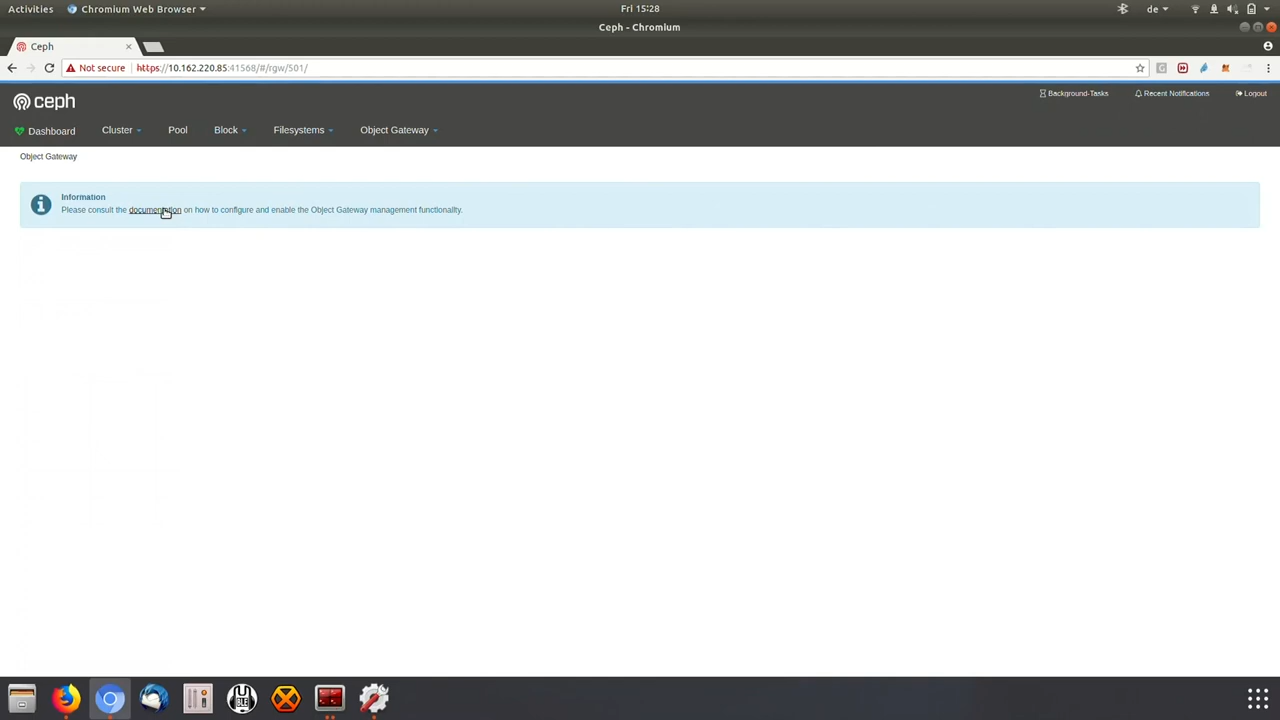 Activities
Chromium Web Browser
Fri 15:28
de
Ceph - Chromium
Ceph
Not secure
https://10.162.220.85:41568/#/rgw/501/
ceph
Background-Tasks
Recent Notifications
Logout
Dashboard
Cluster
Pool
Block
Filesystems
Object Gateway
Object Gateway
Information
Please consult the documentation on how to configure and enable the Object Gateway management functionality.
BLE